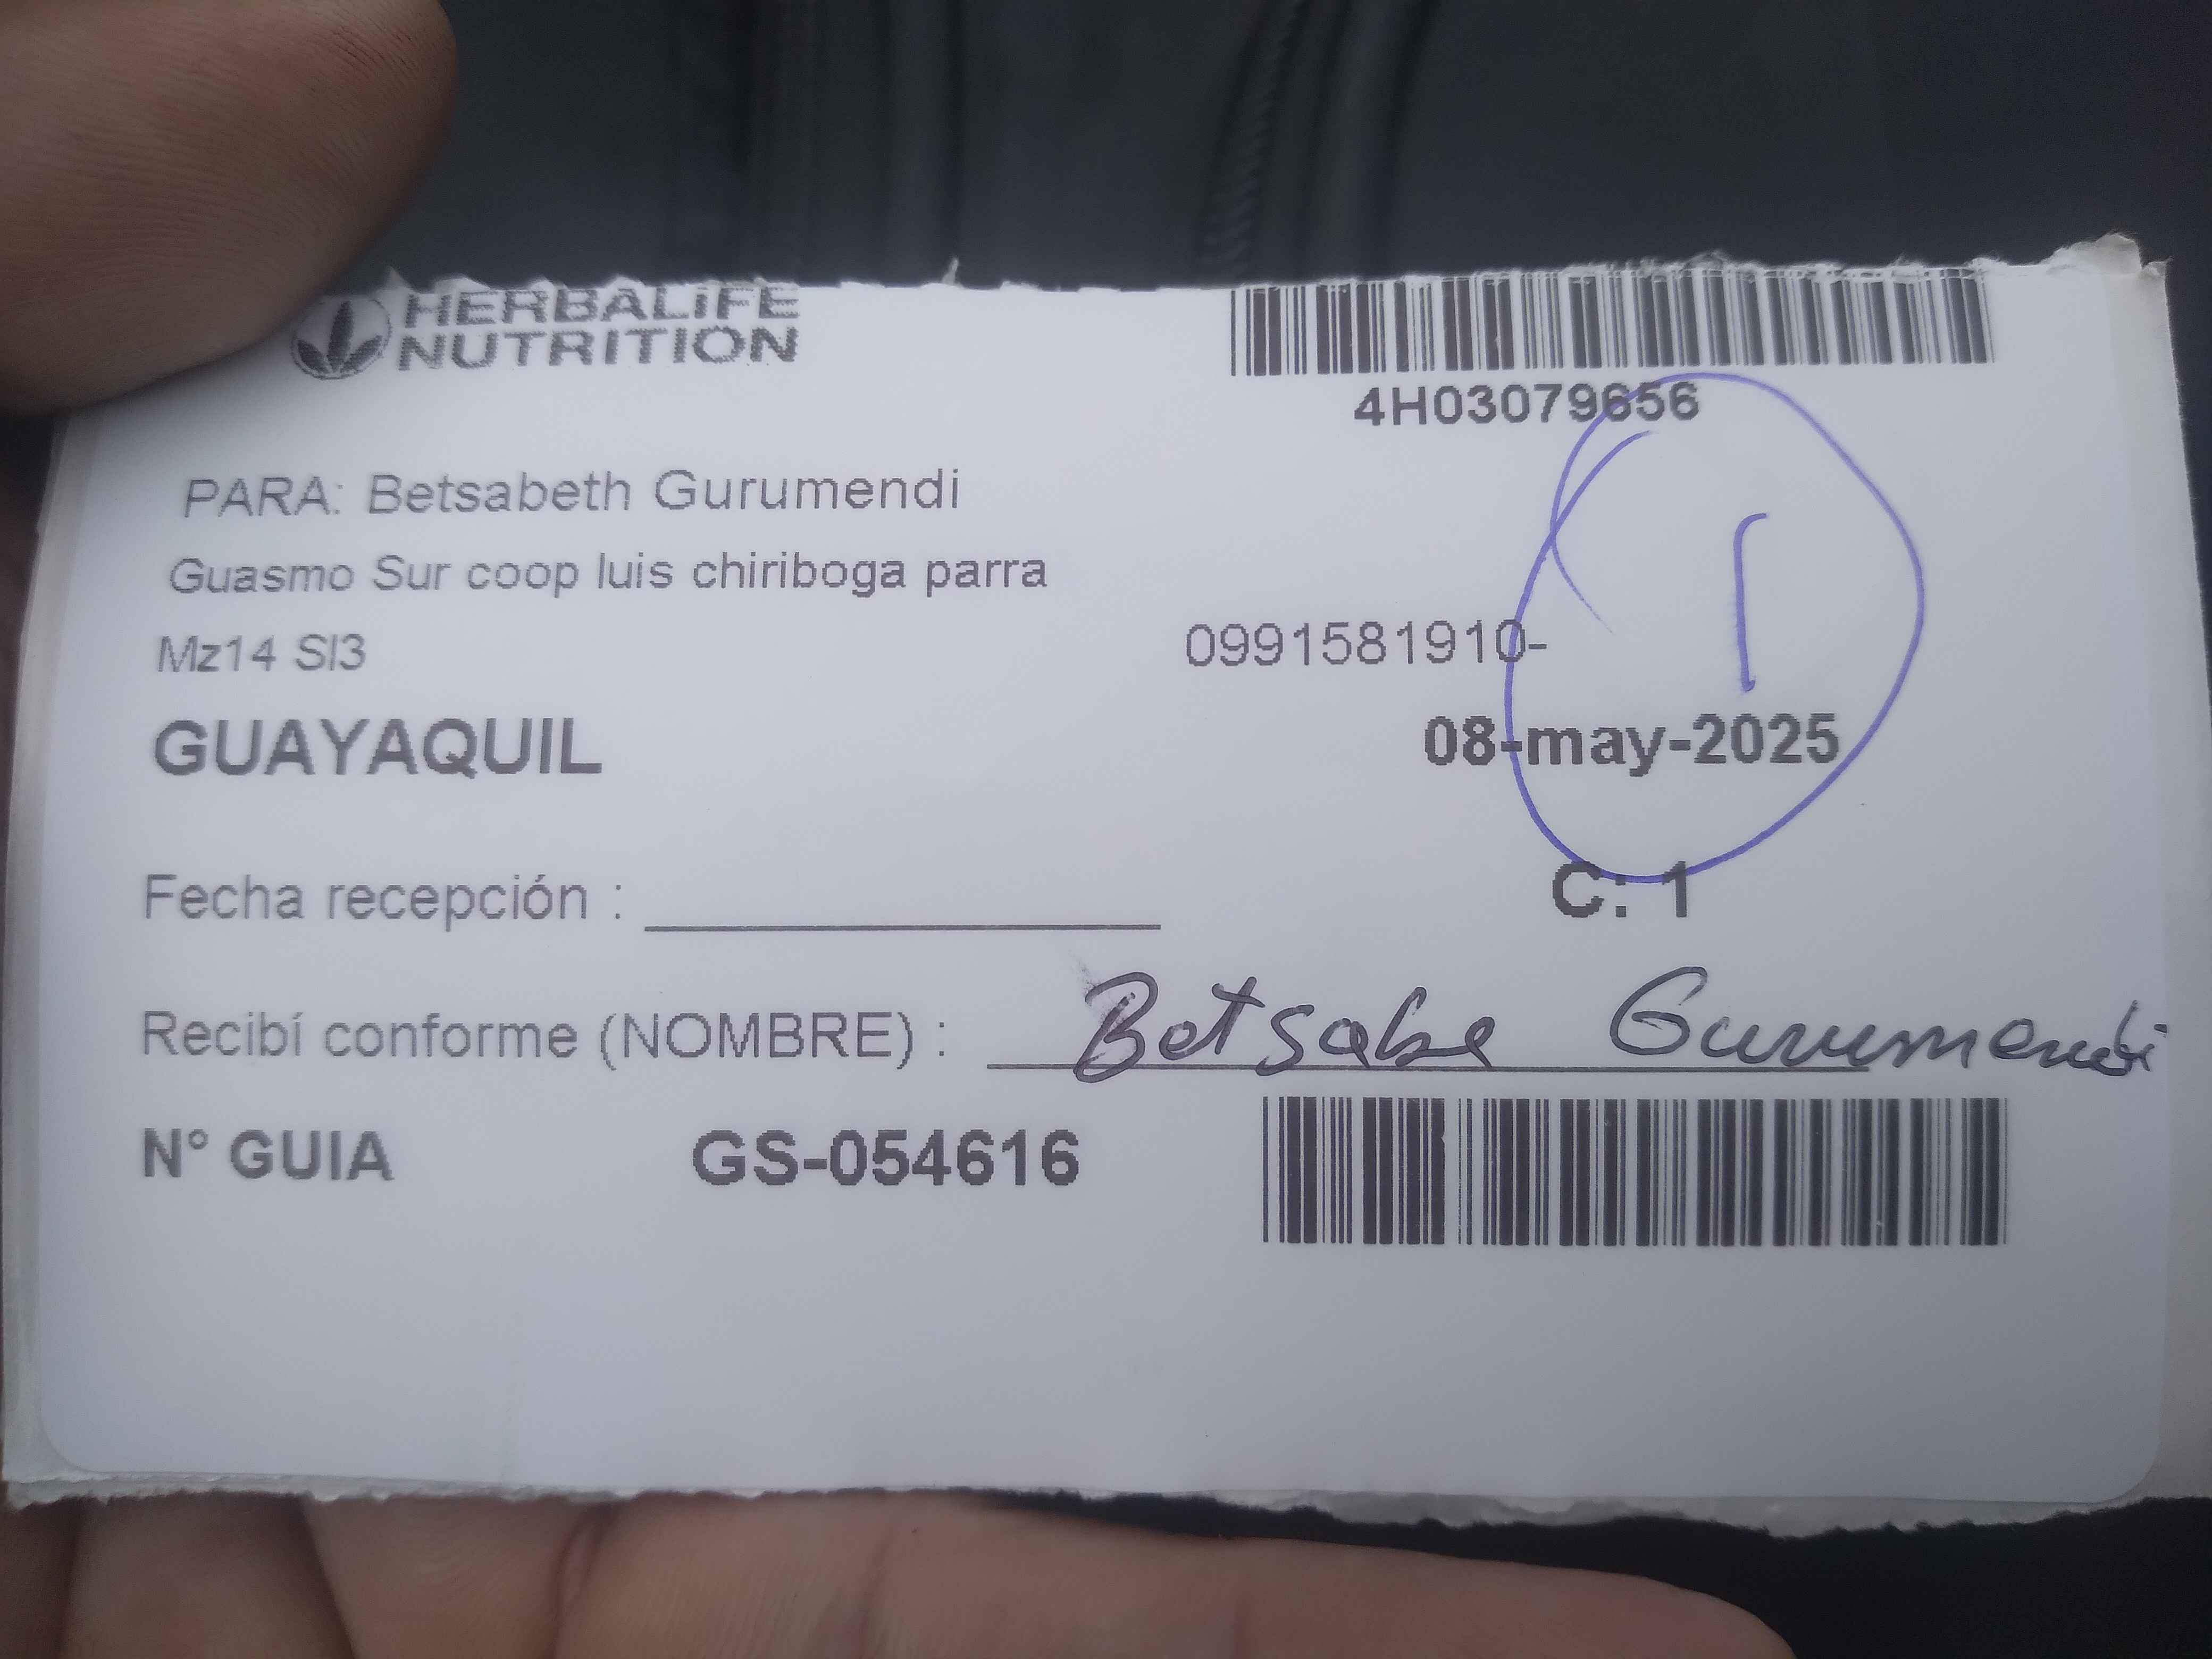 HERBALIFE
NUTRITION
4H03079656
PARA: Betsabeth Gurumendi
Guasmo Sur coop luis chiriboga parra
Mz14 Sl3
0991581910-
1
GUAYAQUIL
08-may-2025
Fecha recepción :
C: 1
Recibí conforme (NOMBRE) : Betsabe Gurumendi
N° GUIA GS-054616